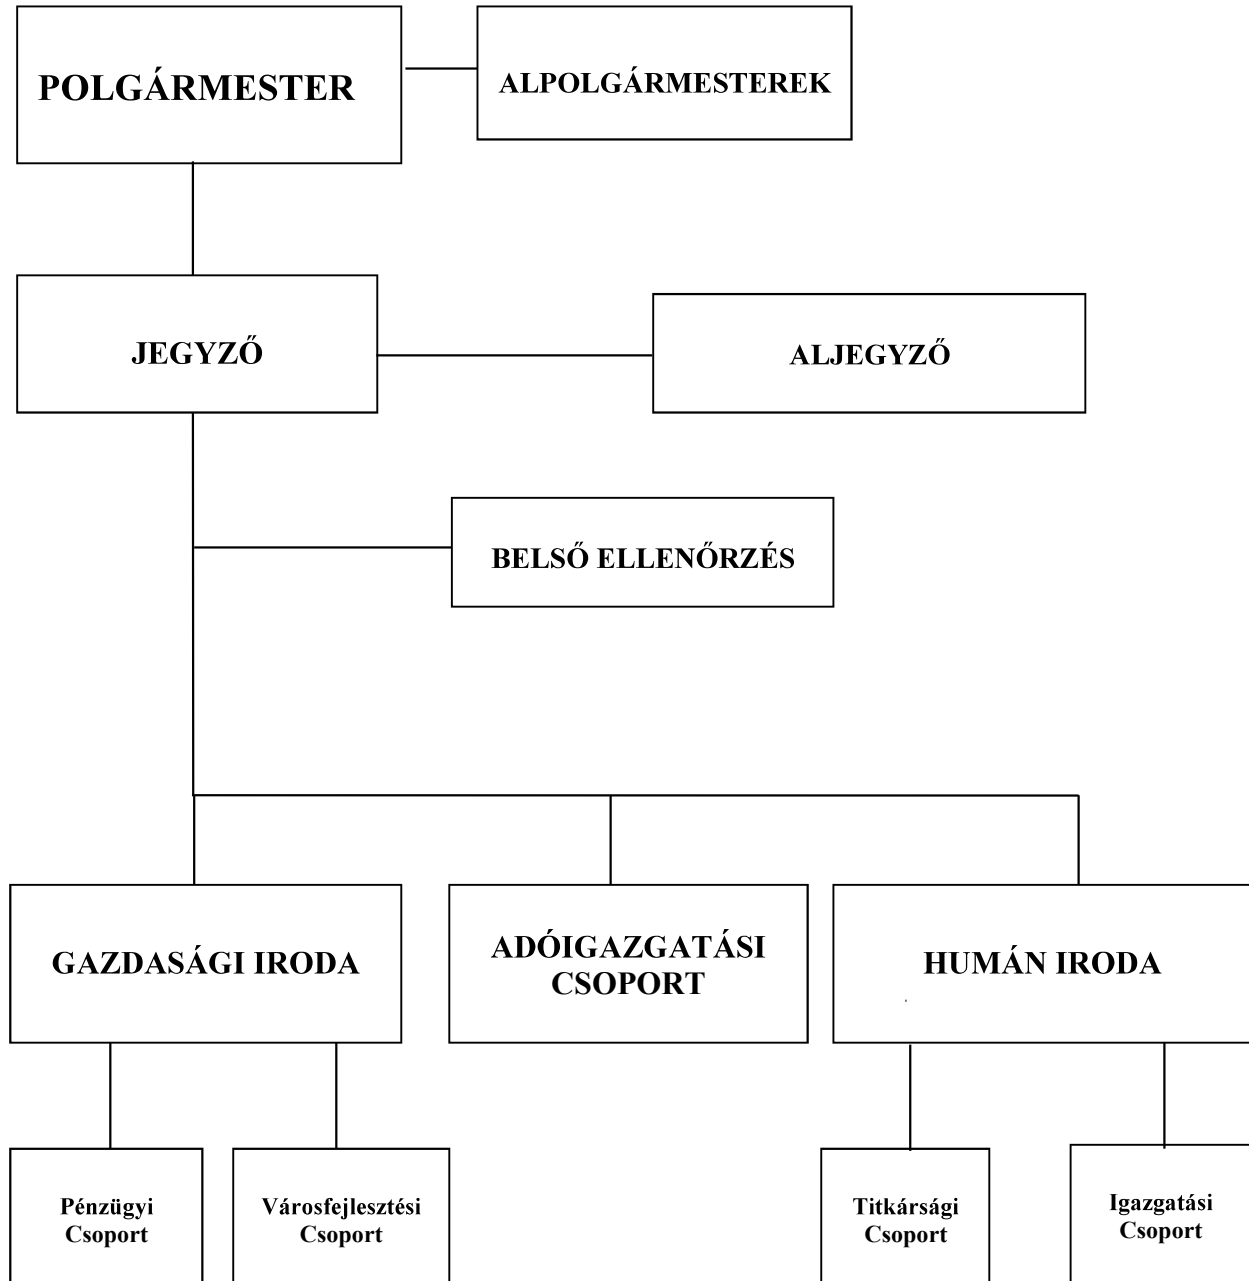 POLGÁRMESTER
ALPOLGÁRMESTEREK
JEGYZŐ
ALJEGYZŐ
BELSŐ ELLENŐRZÉS
GAZDASÁGI IRODA
ADÓIGAZGATÁSI
CSOPORT
HUMÁN IRODA
Pénzügyi
Csoport
Városfejlesztési
Csoport
Titkársági
Csoport
Igazgatási
Csoport